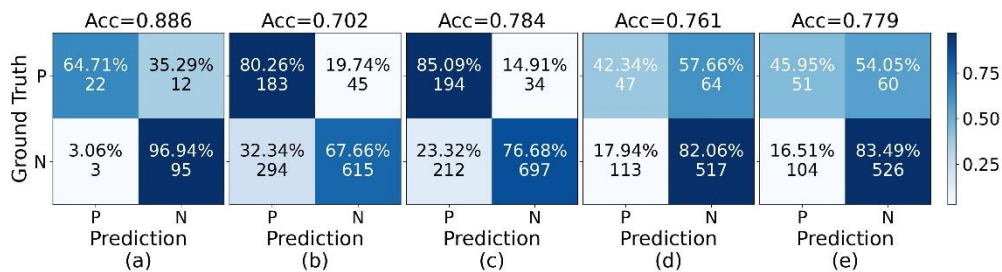 Acc=0.886 Acc=0.702 Acc=0.784 Acc=0.761 Acc=0.779
Ground Truth
P 64.71% 35.29% 80.26% 19.74% 85.09% 14.91% 42.34% 57.66% 45.95% 54.05% 0.75
22 12 183 45 194 34 47 64 51 60
0.50
N 3.06% 96.94% 32.34% 67.66% 23.32% 76.68% 17.94% 82.06% 16.51% 83.49% 0.25
3 95 294 615 212 697 113 517 104 526
P N P N P N P N P N
Prediction Prediction Prediction Prediction Prediction
(a) (b) (c) (d) (e)